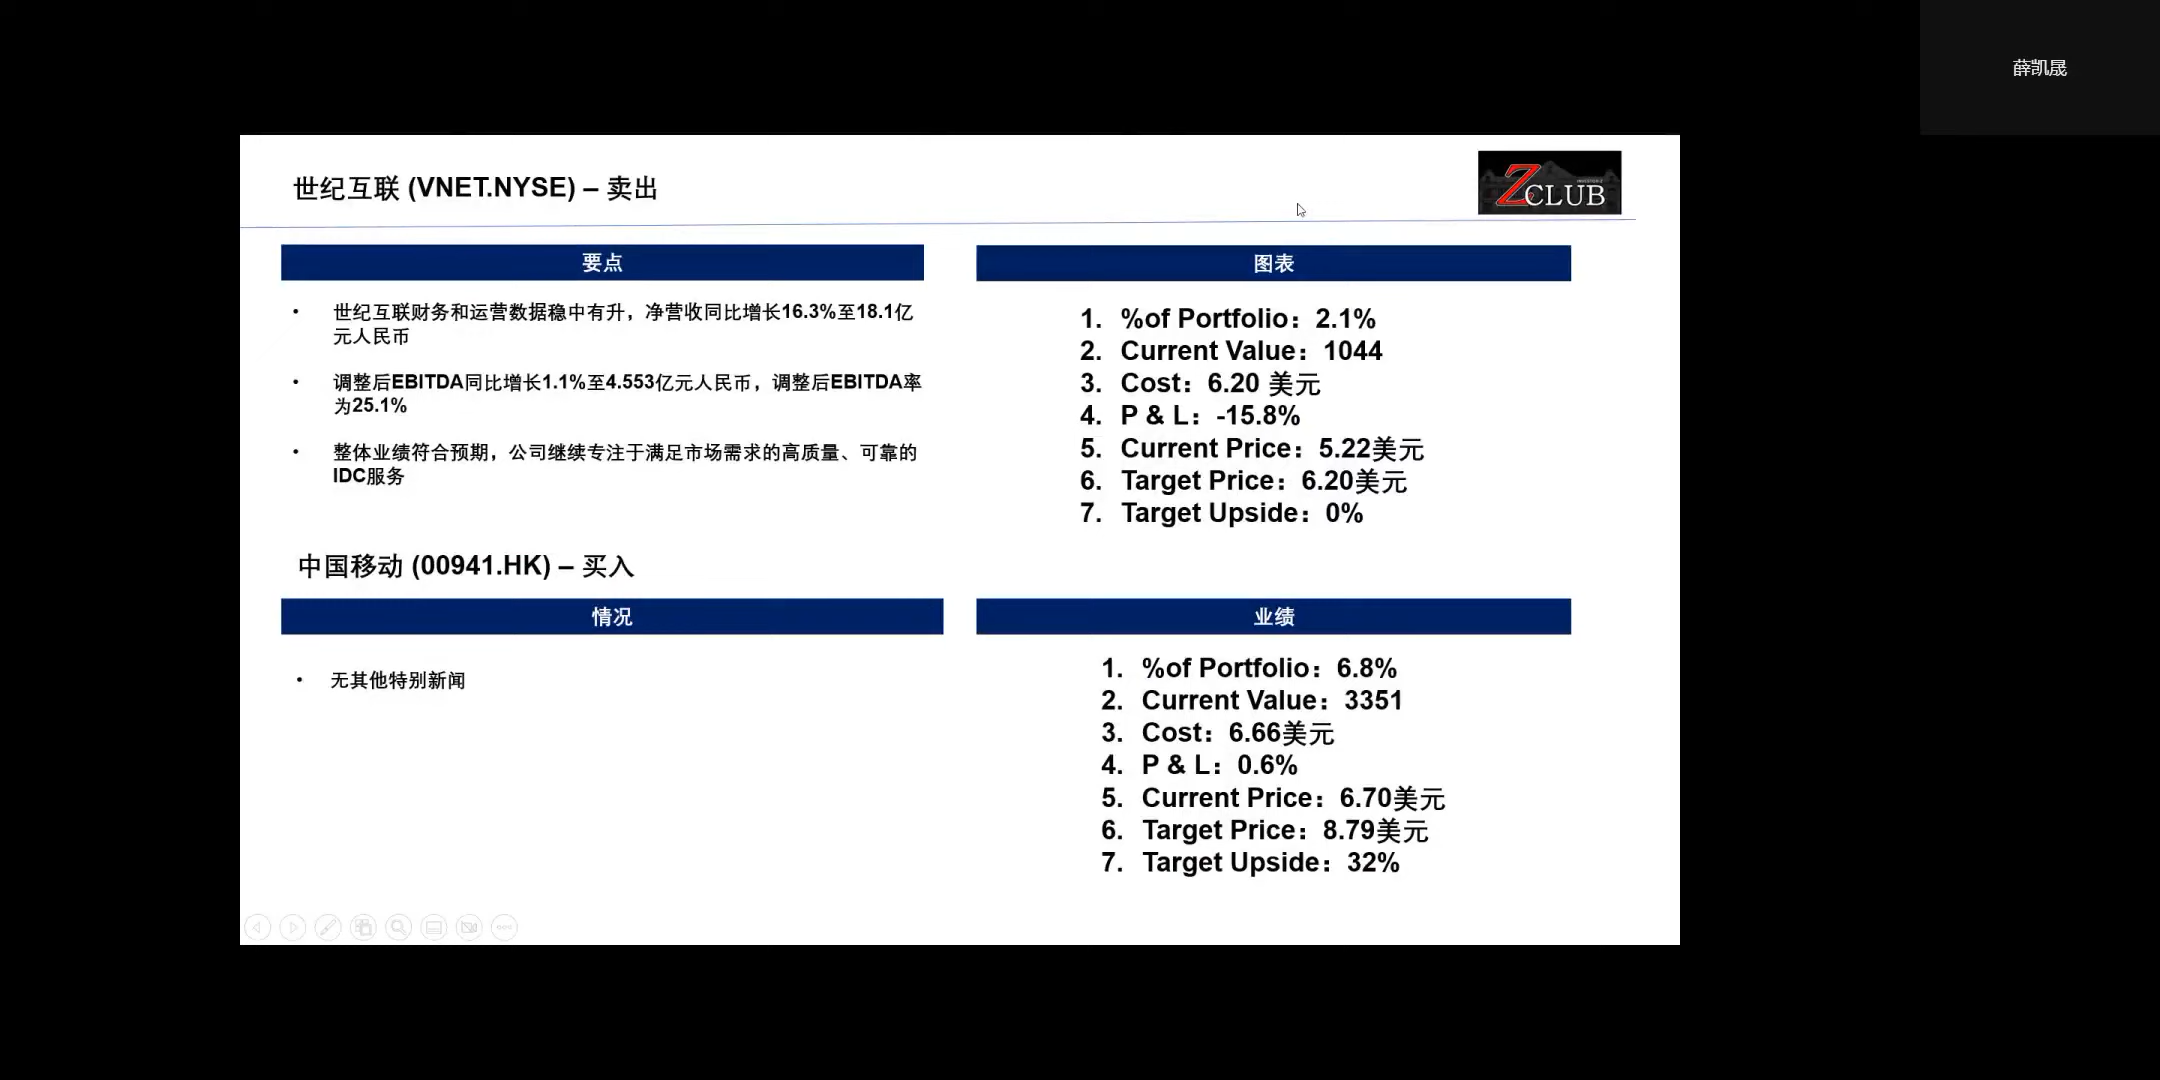 薛凯晟
世纪互联 (VNET.NYSE) – 卖出
ZCLUB
要点
• 世纪互联财务和运营数据稳中有升，净营收同比增长16.3%至18.1亿
元人民币
• 调整后EBITDA同比增长1.1%至4.553亿元人民币，调整后EBITDA率
为25.1%
• 整体业绩符合预期，公司继续专注于满足市场需求的高质量、可靠的
IDC服务
图表
1. %of Portfolio：2.1%
2. Current Value：1044
3. Cost：6.20 美元
4. P & L：-15.8%
5. Current Price：5.22美元
6. Target Price：6.20美元
7. Target Upside：0%
中国移动 (00941.HK) – 买入
情况
• 无其他特别新闻
业绩
1. %of Portfolio：6.8%
2. Current Value：3351
3. Cost：6.66美元
4. P & L：0.6%
5. Current Price：6.70美元
6. Target Price：8.79美元
7. Target Upside：32%